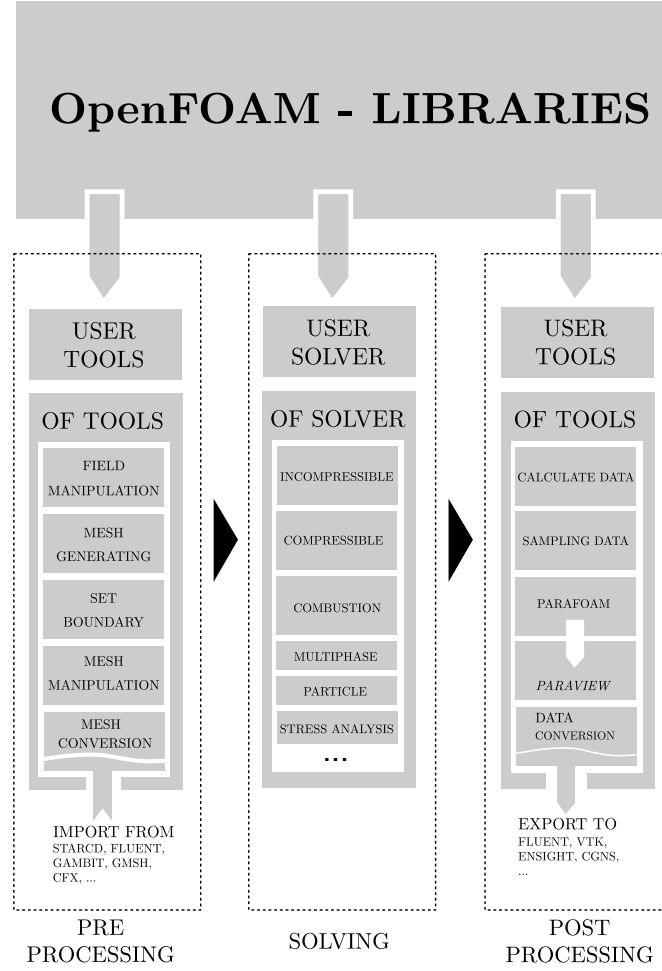 OpenFOAM - LIBRARIES
USER
TOOLS
OF TOOLS
FIELD
MANIPULATION
MESH
GENERATING
SET
BOUNDARY
MESH
MANIPULATION
MESH
CONVERSION
IMPORT FROM
STARCD, FLUENT,
GAMBIT, GMSH,
CFX, ...
PRE
PROCESSING
USER
SOLVER
OF SOLVER
INCOMPRESSIBLE
COMPRESSIBLE
COMBUSTION
MULTIPHASE
PARTICLE
STRESS ANALYSIS
...
SOLVING
USER
TOOLS
OF TOOLS
CALCULATE DATA
SAMPLING DATA
PARAFOAM
PARAVIEW
DATA
CONVERSION
EXPORT TO
FLUENT, VTK,
ENSIGHT, CGNS,
...
POST
PROCESSING